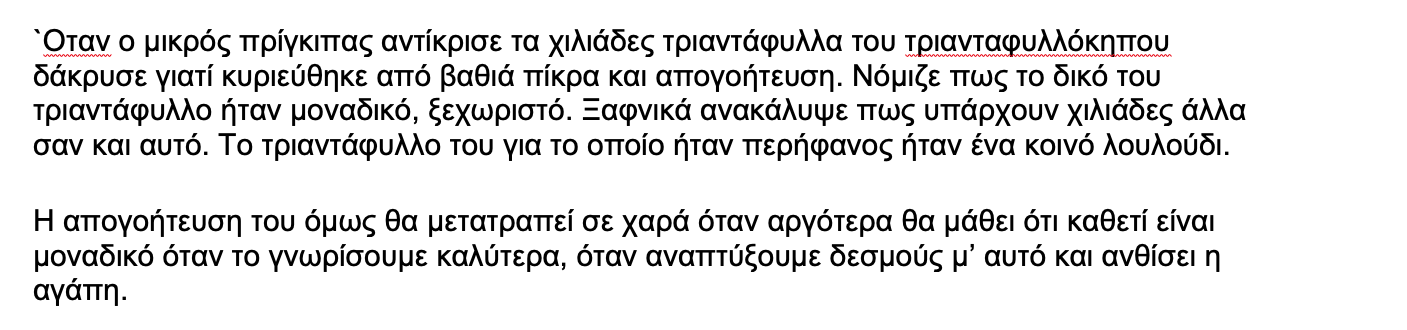 `Οταν ο μικρός πρίγκιπας αντίκρισε τα χιλιάδες τριαντάφυλλα του τριανταφυλλόκηπου
δάκρυσε γιατί κυριεύθηκε από βαθιά πίκρα και απογοήτευση. Νόμιζε πως το δικό του
τριαντάφυλλο ήταν μοναδικό, ξεχωριστό. Ξαφνικά ανακάλυψε πως υπάρχουν χιλιάδες άλλα
σαν και αυτό. Το τριαντάφυλλο του για το οποίο ήταν περήφανος ήταν ένα κοινό λουλούδι.
Η απογοήτευση του όμως θα μετατραπεί σε χαρά όταν αργότερα θα μάθει ότι καθετί είναι
μοναδικό όταν το γνωρίσουμε καλύτερα, όταν αναπτύξουμε δεσμούς μ’ αυτό και ανθίσει η
αγάπη.